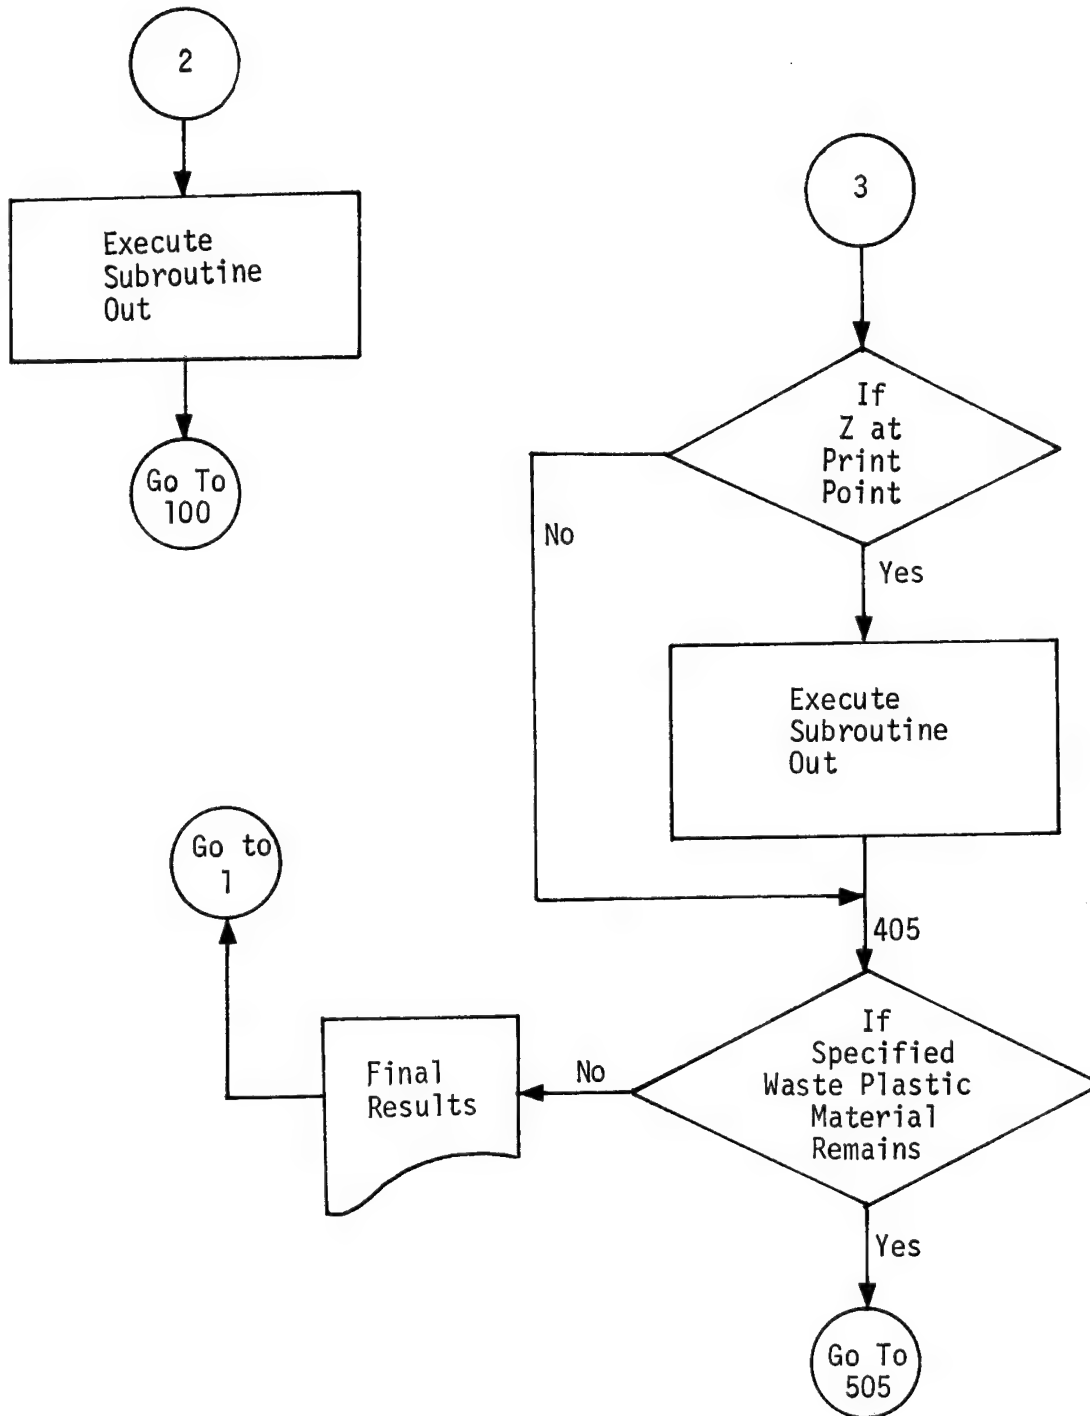 2
Execute
Subroutine
Out
Go To
100
3
If
Z at
Print
Point
No
Yes
Execute
Subroutine
Out
405
If
Specified
Waste Plastic
Material
Remains
No
Final
Results
Go to
1
Yes
Go To
505